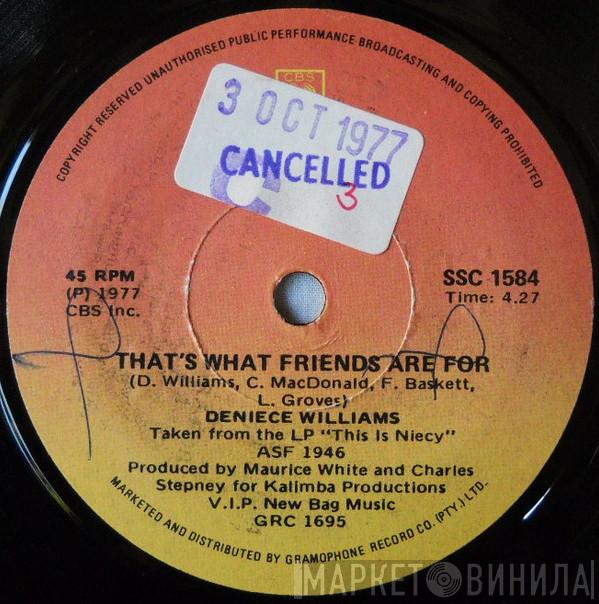 COPYRIGHT RESERVED UNAUTHORISED PUBLIC PERFORMANCE BROADCASTING AND COPYING PROHIBITED
CBS
3 OCT 1977
CANCELLED
C
3
45 RPM
(P) 1977
CBS Inc.
SSC 1584
Time: 4.27
THAT'S WHAT FRIENDS ARE FOR
(D. Williams, C. MacDonald, F. Baskett,
L. Groves)
DENIECE WILLIAMS
Taken from the LP "This Is Niecy"
ASF 1946
Produced by Maurice White and Charles
Stepney for Kalimba Productions
V.I.P. New Bag Music
GRC 1695
MARKETED AND DISTRIBUTED BY GRAMOPHONE RECORD CO. (PTY.) LTD.
МАРКЕТ ВИНИЛА